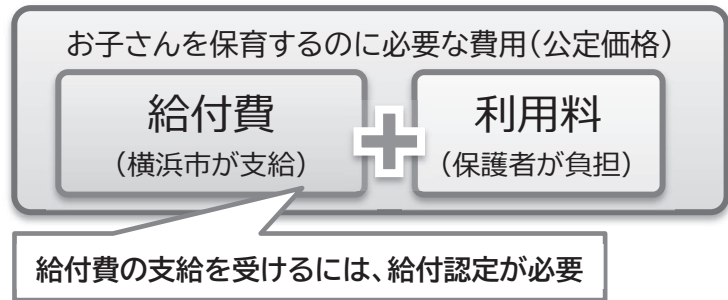 お子さんを保育するのに必要な費用(公定価格)
給付費
(横浜市が支給)
利用料
(保護者が負担)
給付費の支給を受けるには、給付認定が必要